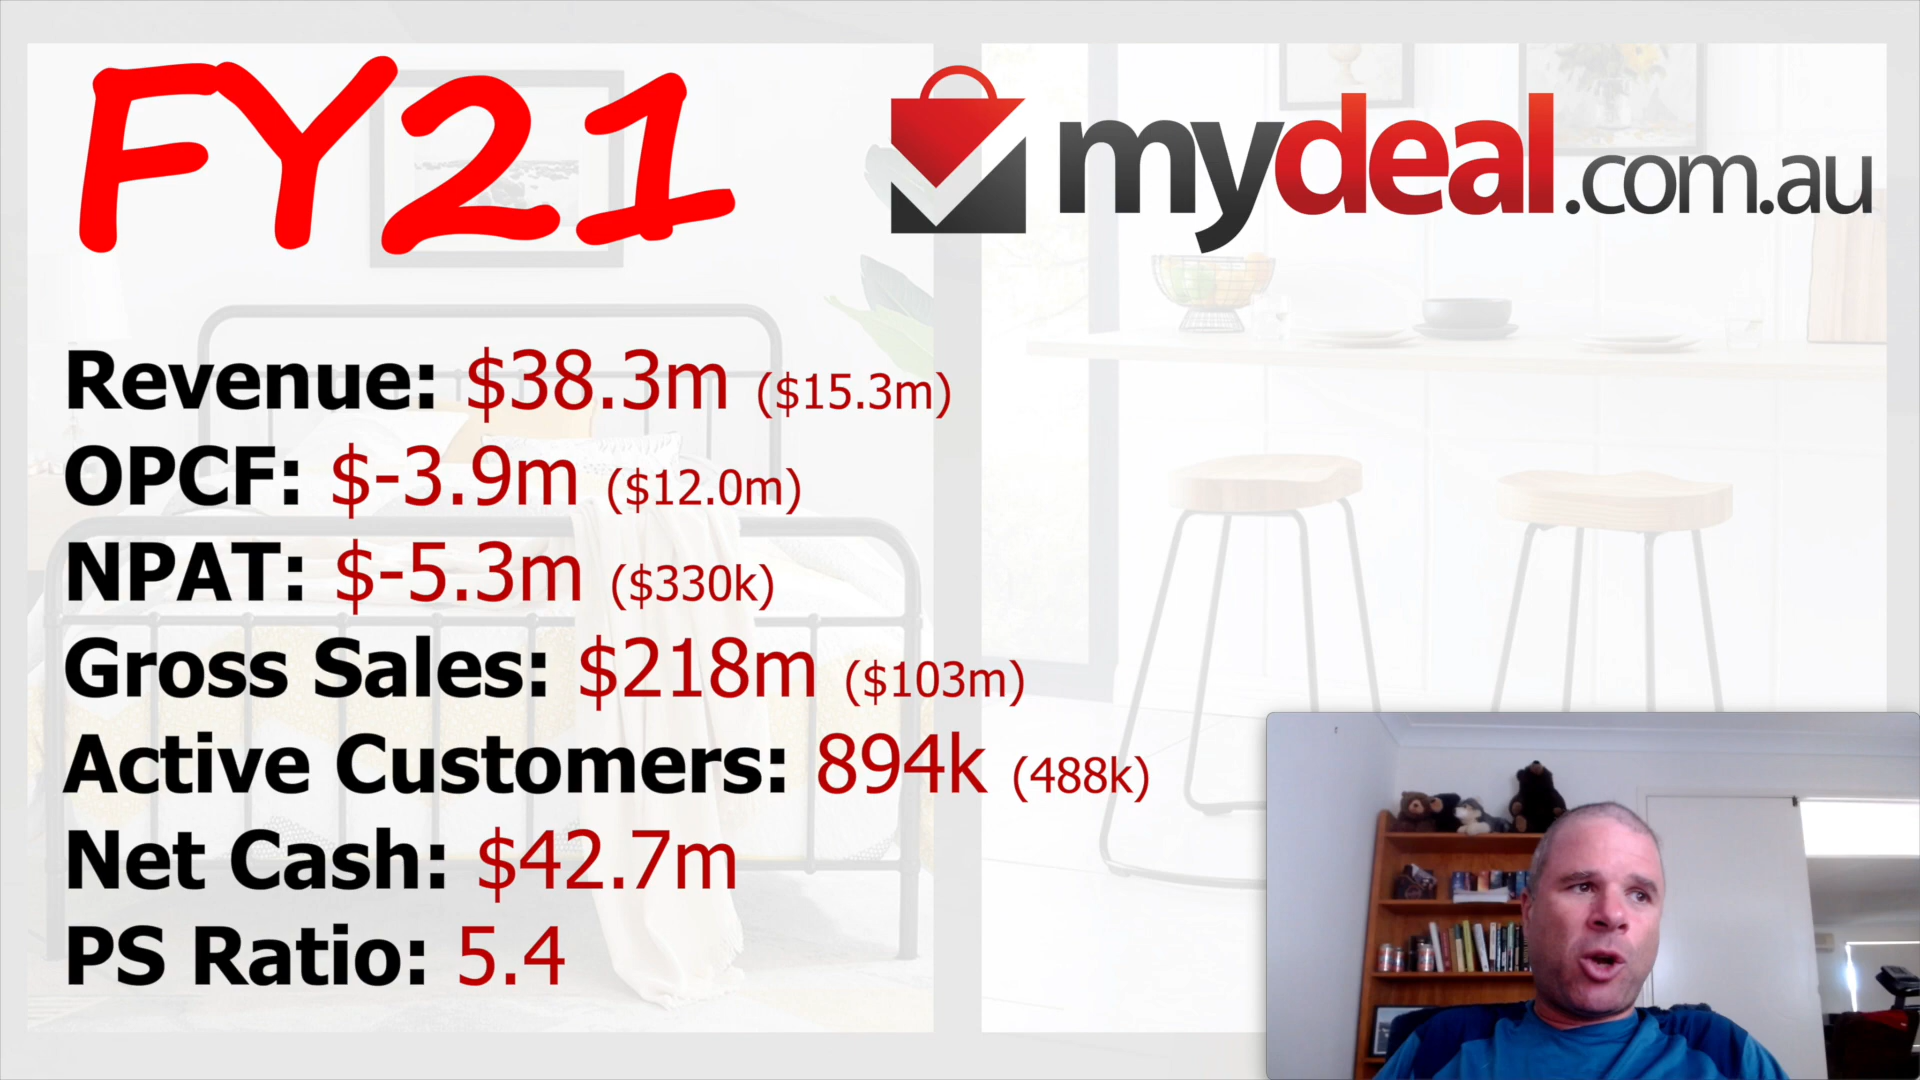 FY21
mydeal.com.au
Revenue: $38.3m ($15.3m)
OPCF: $-3.9m ($12.0m)
NPAT: $-5.3m ($330k)
Gross Sales: $218m ($103m)
Active Customers: 894k (488k)
Net Cash: $42.7m
PS Ratio: 5.4